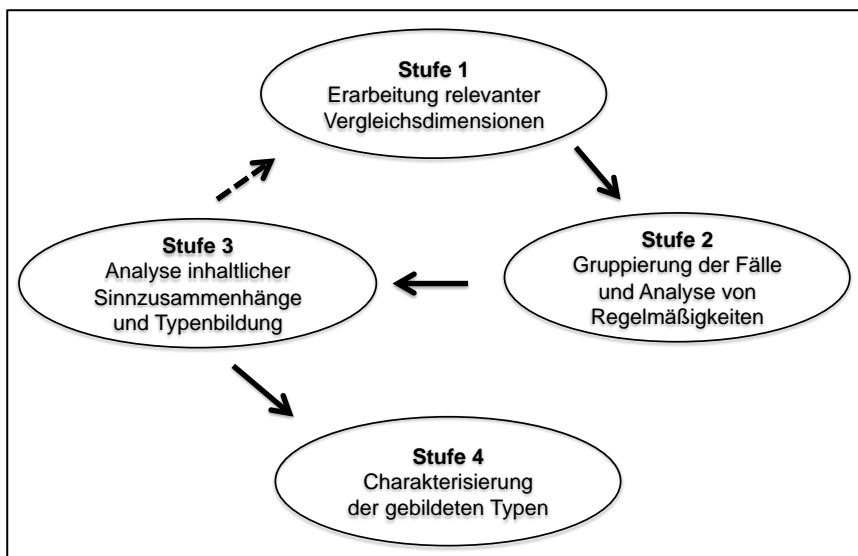 Stufe 1
Erarbeitung relevanter
Vergleichsdimensionen
Stufe 2
Gruppierung der Fälle
und Analyse von
Regelmäßigkeiten
Stufe 3
Analyse inhaltlicher
Sinnzusammenhänge
und Typenbildung
Stufe 4
Charakterisierung
der gebildeten Typen